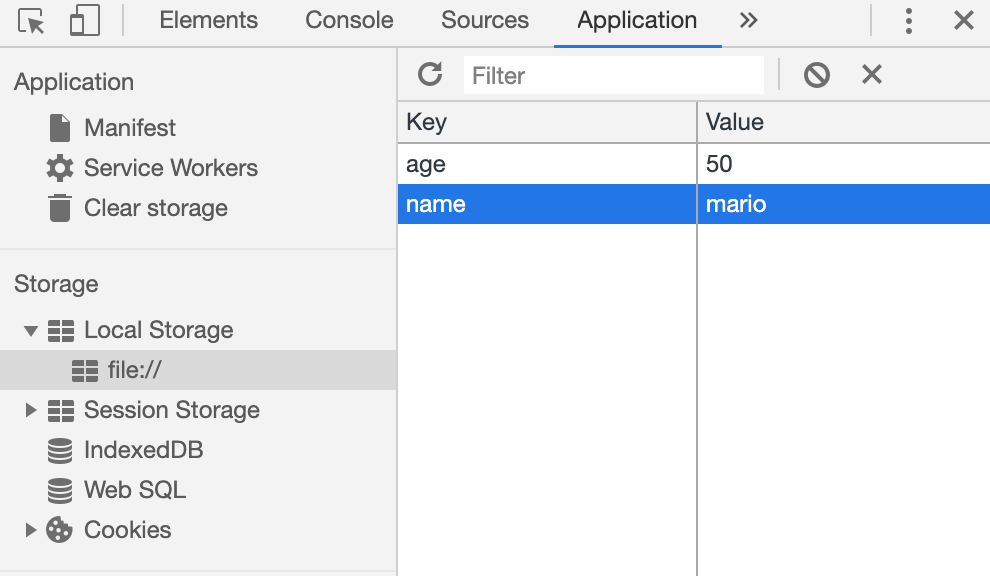 Elements Console Sources Application
Application
Manifest
Service Workers
Clear storage
Storage
Local Storage
file://
Session Storage
IndexedDB
Web SQL
Cookies
Filter
Key Value
age 50
name mario